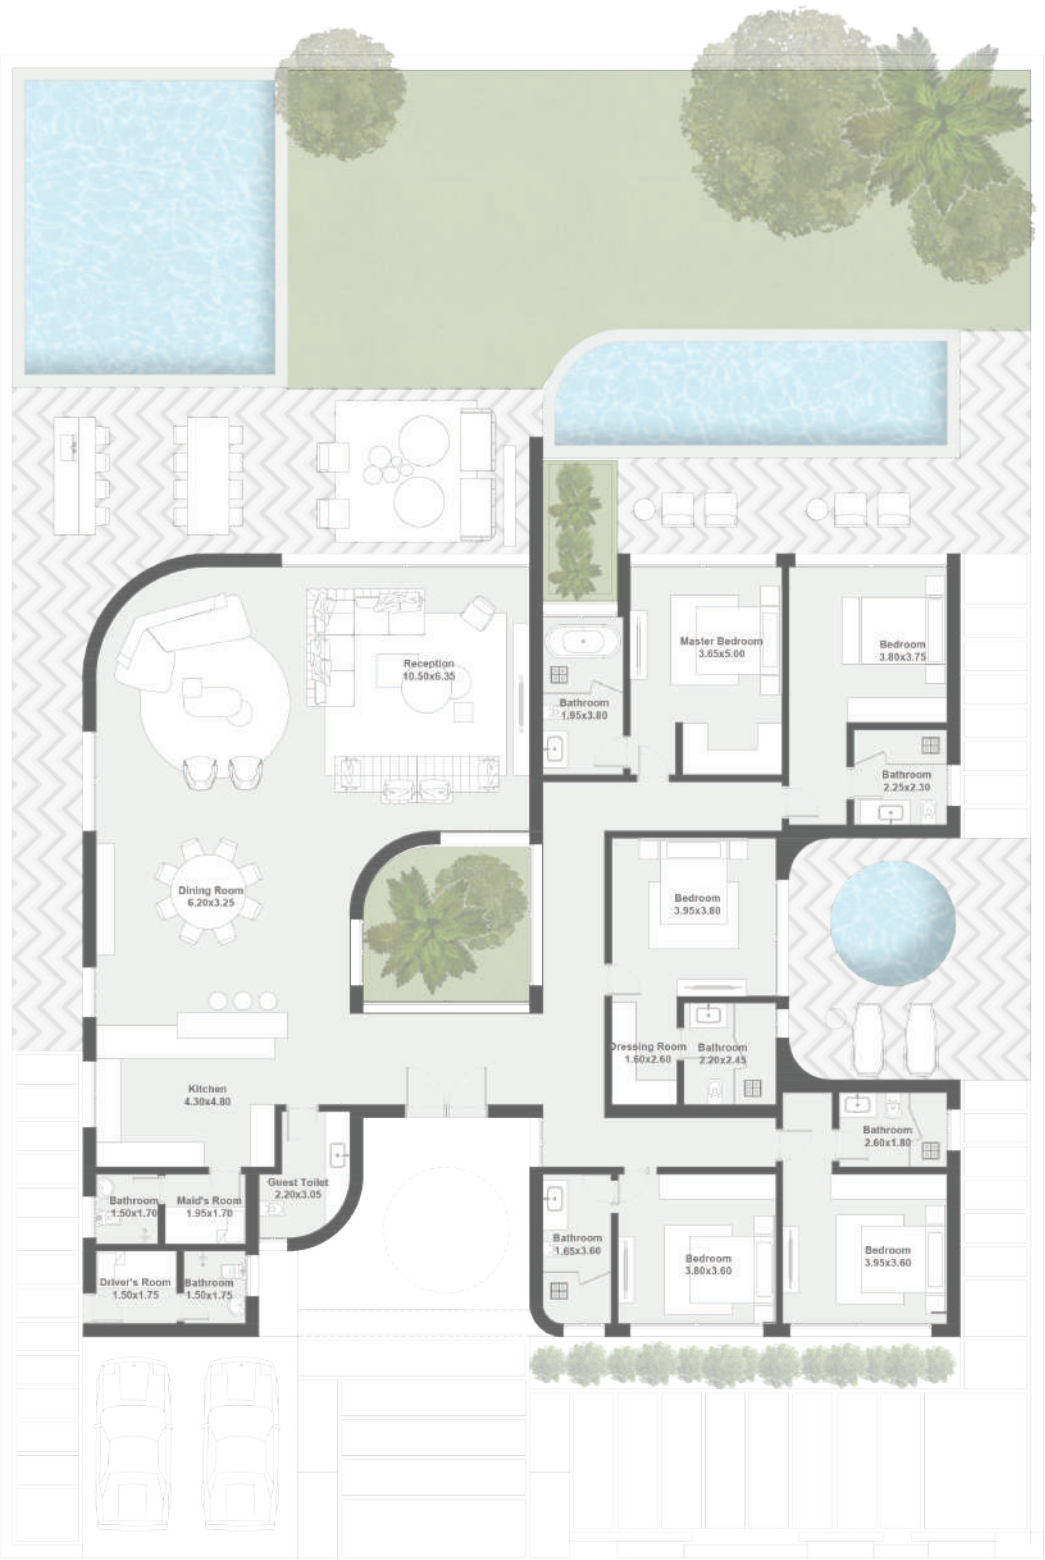 Master Bedroom
3.65x5.00
Bedroom
3.80x3.75
Reception
10.50x6.35
Bathroom
1.95x3.80
Bathroom
2.25x2.30
Dining Room
6.20x3.25
Bedroom
3.95x3.80
Dressing Room
1.60x2.60
Bathroom
2.20x2.45
Kitchen
4.30x4.80
Bathroom
2.60x1.80
Guest Toilet
2.20x3.05
Bathroom
1.50x1.70
Maid's Room
1.95x1.70
Bathroom
1.65x3.60
Bedroom
3.80x3.60
Bedroom
3.95x3.60
Driver's Room
1.50x1.75
Bathroom
1.50x1.75